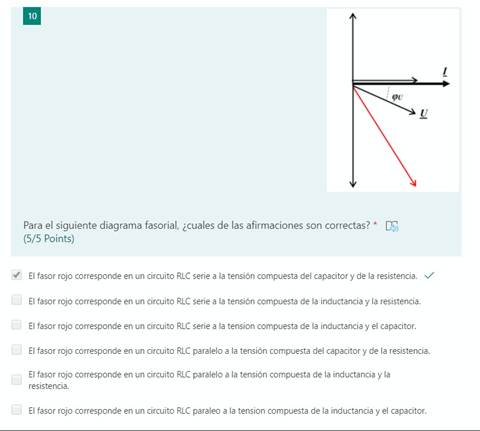 10
I
φυ
U
Para el siguiente diagrama fasorial, ¿cuales de las afirmaciones son correctas? *
(5/5 Points)
El fasor rojo corresponde en un circuito RLC serie a la tensión compuesta del capacitor y de la resistencia.
El fasor rojo corresponde en un circuito RLC serie a la tensión compuesta de la inductancia y la resistencia.
El fasor rojo corresponde en un circuito RLC serie a la tension compuesta de la inductancia y el capacitor.
El fasor rojo corresponde en un circuito RLC paralelo a la tensión compuesta del capacitor y de la resistencia.
El fasor rojo corresponde en un circuito RLC paralelo a la tensión compuesta de la inductancia y la
resistencia.
El fasor rojo corresponde en un circuito RLC paraleo a la tension compuesta de la inductancia y el capacitor.